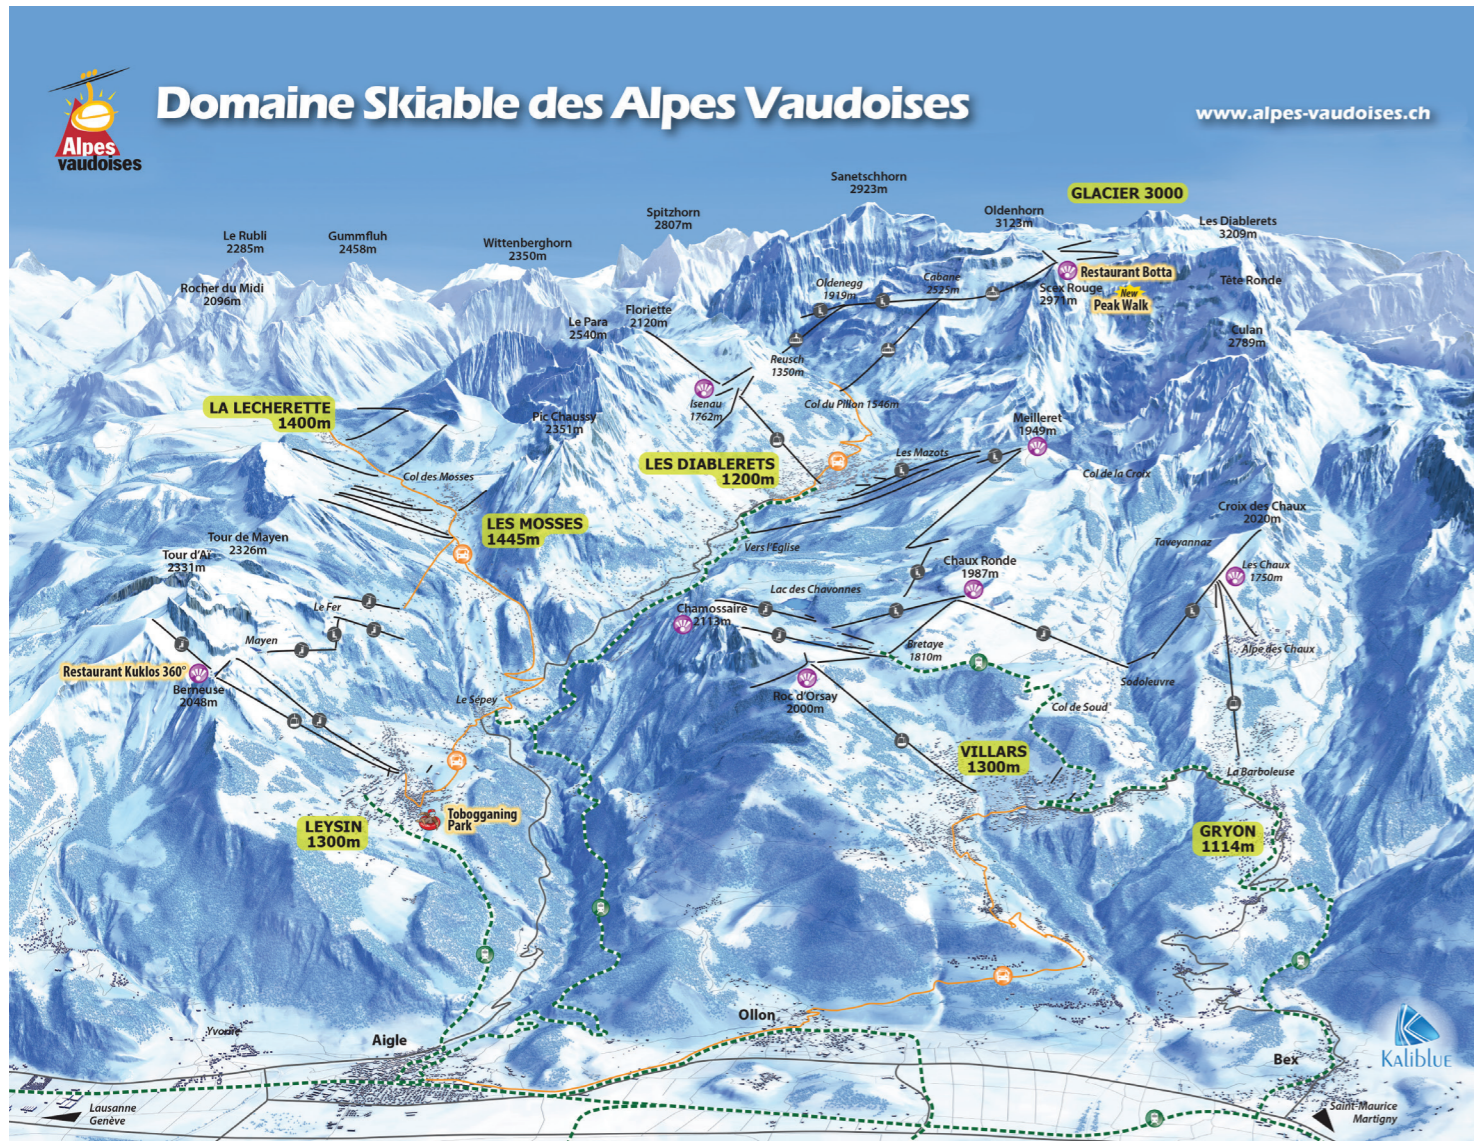 Domaine Skiable des Alpes Vaudoises
www.alpes-vaudoises.ch
Alpes
vaudoises
Sanetschhorn
2923m
GLACIER 3000
Spitzhorn
2807m
Oldenhorn
3123m
Les Diablerets
3209m
Le Rubli
2285m
Gummfluh
2458m
Wittenberghorn
2350m
Rocher du Midi
2096m
Oldenegg
1919m
Cabane
2525m
Restaurant Botta
Scex Rouge
2971m
New
Peak Walk
Tête Ronde
Floriette
2120m
Le Para
2540m
Culan
2789m
Reusch
1350m
Isenau
1762m
Col du Pillon 1546m
LA LECHERETTE
1400m
Pic Chaussy
2351m
Meilleret
1949m
Les Mazots
LES DIABLERETS
1200m
Col des Mosses
Col de la Croix
Croix des Chaux
2020m
LES MOSSES
1445m
Tour de Mayen
2326m
Tour d'Aï
2331m
Vers l'Eglise
Taveyannaz
Chaux Ronde
1987m
Les Chaux
1750m
Lac des Chavonnes
Le Fer
Chamossaire
2113m
Mayen
Bretaye
1810m
Alpe des Chaux
Restaurant Kuklos 360°
Berneuse
2048m
Sodoleuvre
Le Sépey
Roc d'Orsay
2000m
Col de Soud
VILLARS
1300m
La Barboleuse
LEYSIN
1300m
Tobogganing
Park
GRYON
1114m
Ollon
Yvorne
Aigle
KALIBLUE
Bex
Lausanne
Genève
Saint-Maurice
Martigny